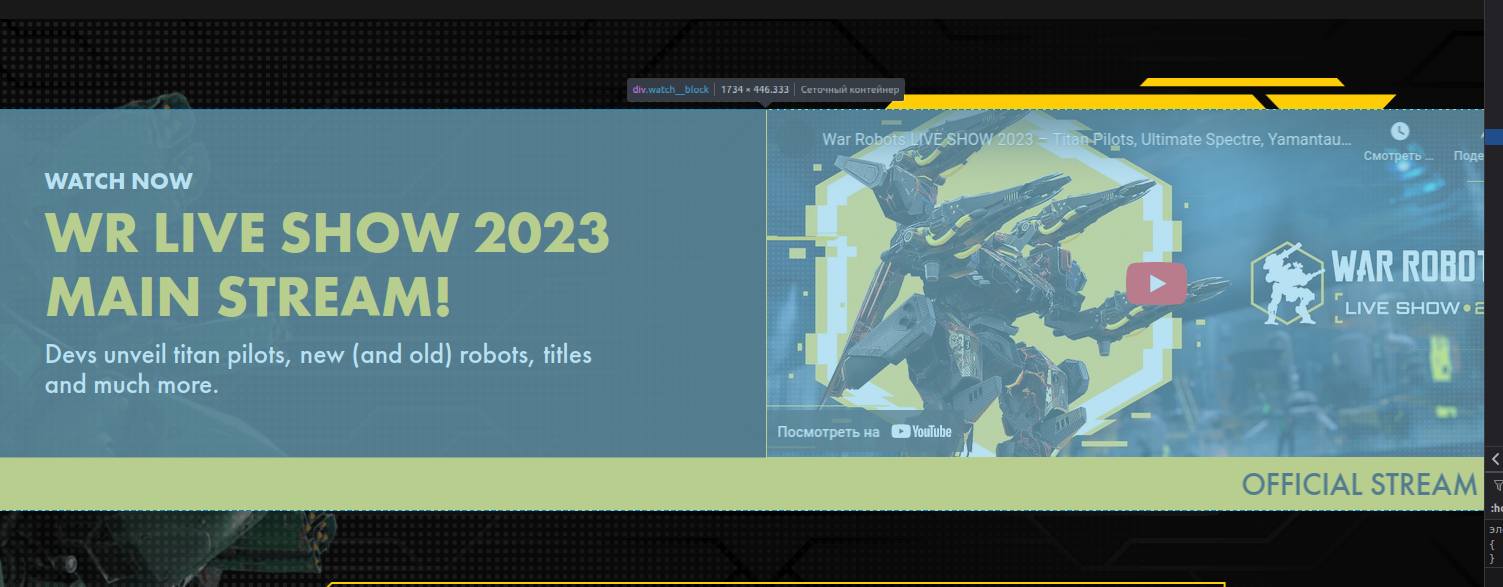 div.watch__block | 1734 × 446.333 | Сеточный контейнер
War Robots LIVE SHOW 2023 – Titan Pilots, Ultimate Spectre, Yamantau...
Смотреть ...
Поде
WATCH NOW
WR LIVE SHOW 2023
MAIN STREAM!
Devs unveil titan pilots, new (and old) robots, titles
and much more.
WAR ROBOT
LIVE SHOW•2
Посмотреть на YouTube
OFFICIAL STREAM
:ho
эл
{
}